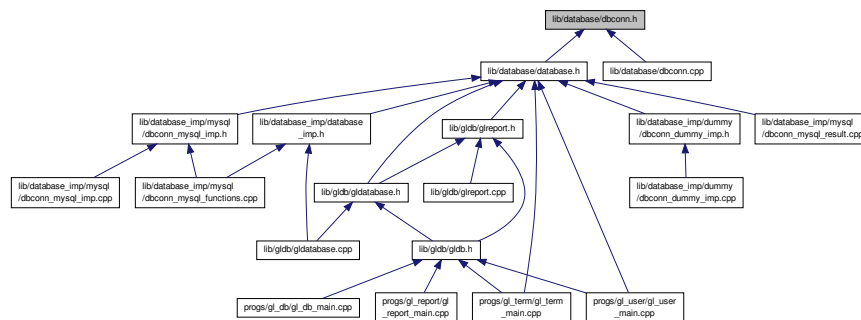 lib/database/dbconn.h
lib/database/database.h
lib/database/dbconn.cpp
lib/database_imp/mysql
/dbconn_mysql_imp.h
lib/database_imp/database
_imp.h
lib/gldb/glreport.h
lib/database_imp/dummy
/dbconn_dummy_imp.h
lib/database_imp/mysql
/dbconn_mysql_result.cpp
lib/database_imp/mysql
/dbconn_mysql_imp.cpp
lib/database_imp/mysql
/dbconn_mysql_functions.cpp
lib/gldb/gldatabase.h
lib/gldb/glreport.cpp
lib/database_imp/dummy
/dbconn_dummy_imp.cpp
lib/gldb/gldatabase.cpp
lib/gldb/gldb.h
progs/gl_db/gl_db_main.cpp
progs/gl_report/gl
_report_main.cpp
progs/gl_term/gl_term
_main.cpp
progs/gl_user/gl_user
_main.cpp